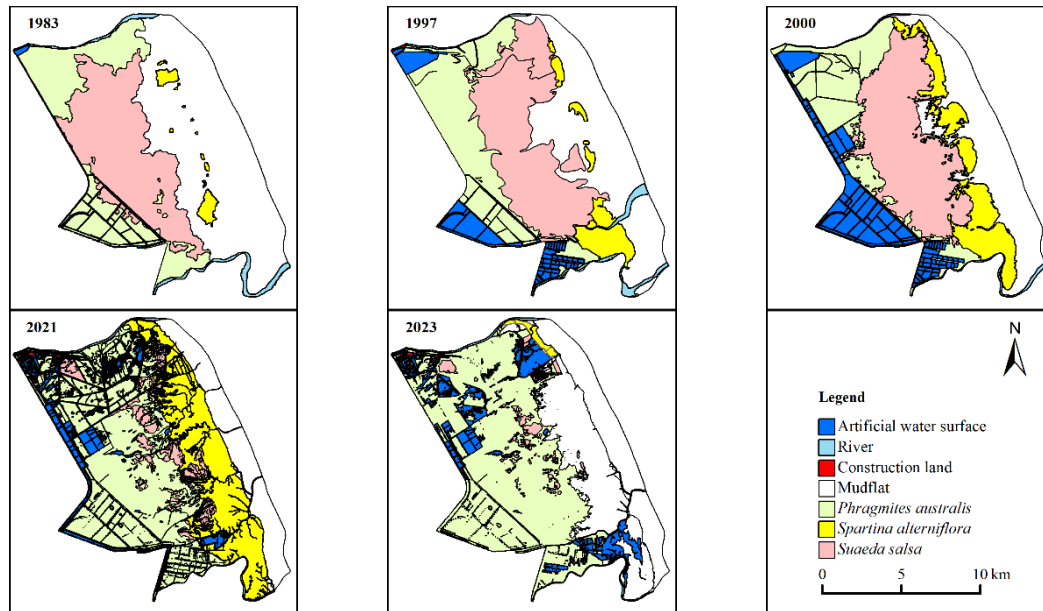 1983
1997
2000
2021
2023
N
Legend
Artificial water surface
River
Construction land
Mudflat
Phragmites australis
Spartina alterniflora
Suaeda salsa
0 5 10 km